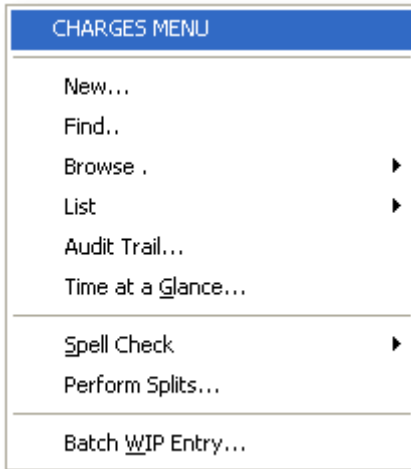 CHARGES MENU
New...
Find..
Browse .
List
Audit Trail...
Time at a Glance...
Spell Check
Perform Splits...
Batch WIP Entry...